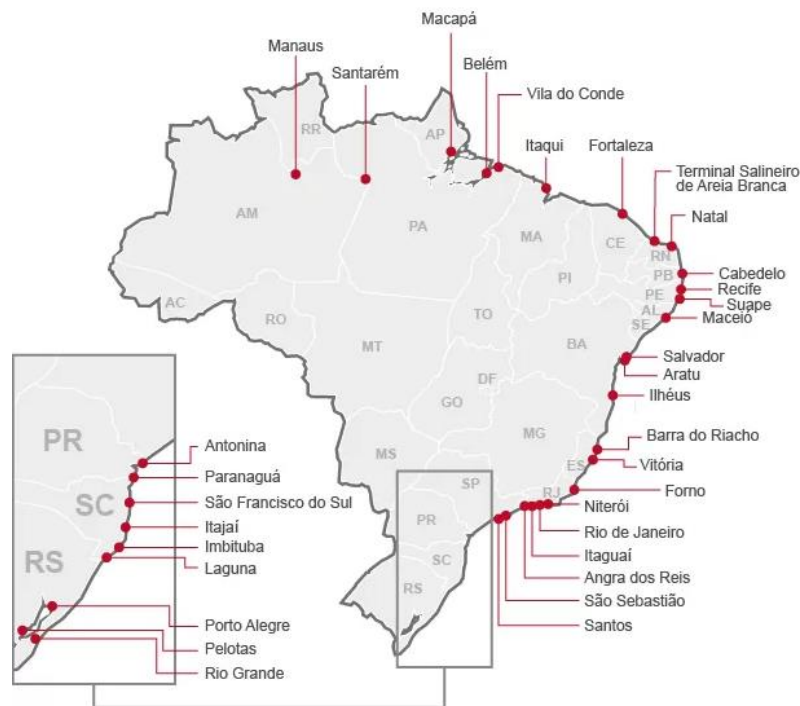 Macapá
Manaus
Belém
Santarém
Vila do Conde
Itaqui
Fortaleza
Terminal Salineiro
de Areia Branca
Natal
RR
AP
AM
PA
MA
CE
RN
PB
PI
PE
AL
SE
AC
RO
TO
MT
BA
DF
GO
MG
MS
ES
SP
RJ
PR
SC
RS
Cabedelo
Recife
Suape
Maceió
Salvador
Aratu
Ilhéus
Barra do Riacho
Vitória
Forno
Niterói
Rio de Janeiro
Itaguaí
Angra dos Reis
São Sebastião
Santos
PR
SC
RS
Antonina
Paranaguá
São Francisco do Sul
Itajaí
Imbituba
Laguna
Porto Alegre
Pelotas
Rio Grande